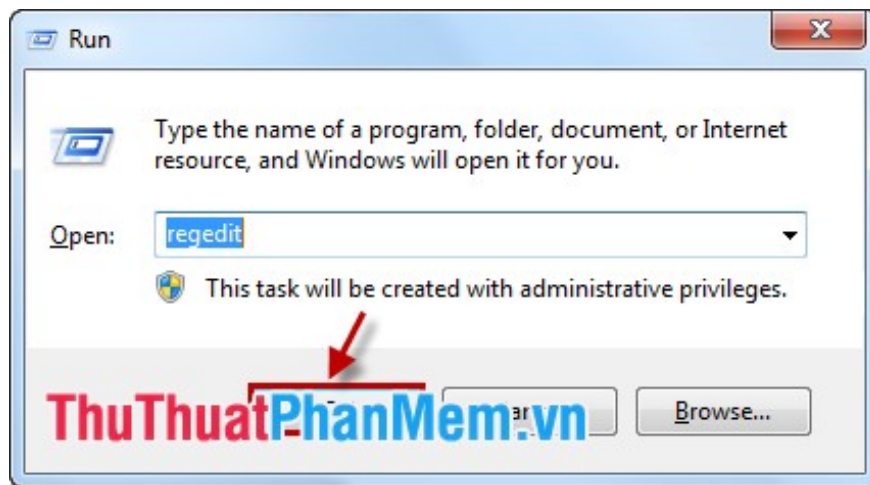 Run
Type the name of a program, folder, document, or Internet
resource, and Windows will open it for you.
Open: regedit
This task will be created with administrative privileges.
ThuThuatPhanMem.vn
Browse...